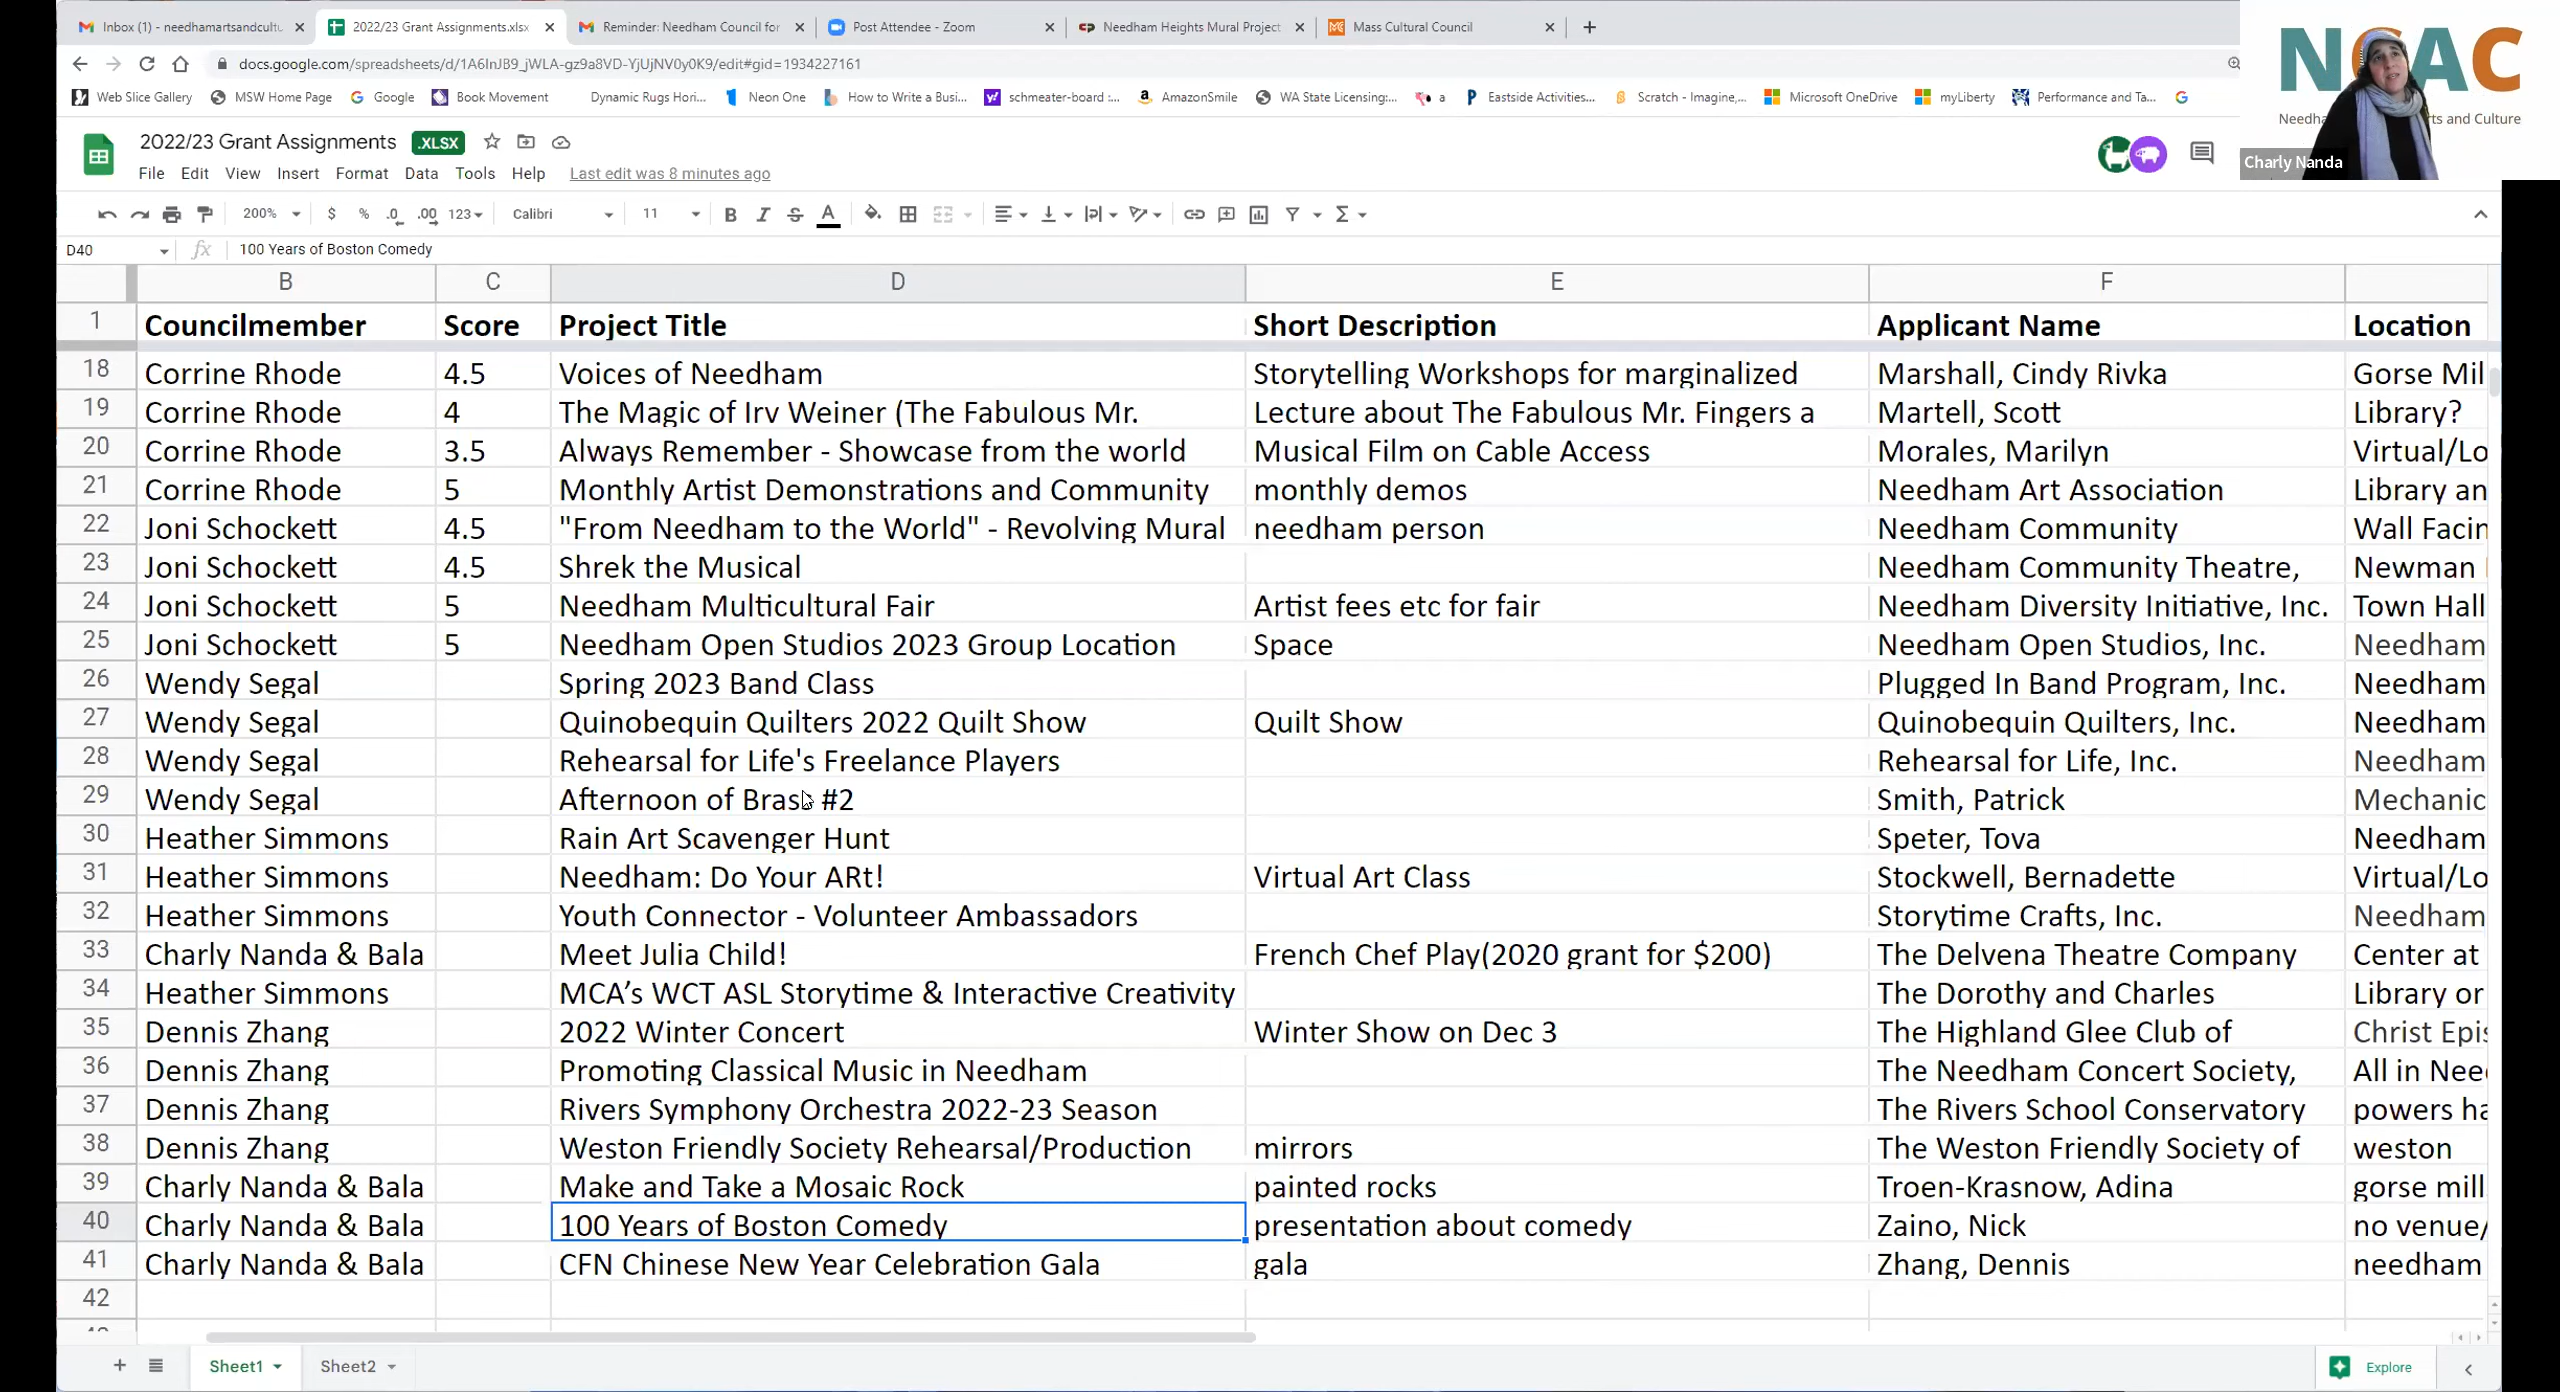 Inbox (1) - needhamartsandcultu
2022/23 Grant Assignments.xlsx
Reminder: Needham Council for
Post Attendee - Zoom
Needham Heights Mural Project
Mass Cultural Council
docs.google.com/spreadsheets/d/1A6InJB9_jWLA-gz9a8VD-YjUjNV0y0K9/edit#gid=1934227161
Web Slice Gallery MSW Home Page Google Book Movement Dynamic Rugs Hori... Neon One How to Write a Busi... schmeater-board :... AmazonSmile WA State Licensing:... a Eastside Activities... Scratch - Imagine,... Microsoft OneDrive myLiberty Performance and Ta...
NCAC
Needha rts and Culture
Charly Nanda
2022/23 Grant Assignments .XLSX
File Edit View Insert Format Data Tools Help Last edit was 8 minutes ago
200% $ % .0 .00 123 Calibri 11 B I S A
D40 fx 100 Years of Boston Comedy
B C D E F
1 Councilmember Score Project Title Short Description Applicant Name Location
18 Corrine Rhode 4.5 Voices of Needham Storytelling Workshops for marginalized Marshall, Cindy Rivka Gorse Mil
19 Corrine Rhode 4 The Magic of Irv Weiner (The Fabulous Mr. Lecture about The Fabulous Mr. Fingers a Martell, Scott Library?
20 Corrine Rhode 3.5 Always Remember - Showcase from the world Musical Film on Cable Access Morales, Marilyn Virtual/Lo
21 Corrine Rhode 5 Monthly Artist Demonstrations and Community monthly demos Needham Art Association Library an
22 Joni Schockett 4.5 "From Needham to the World" - Revolving Mural needham person Needham Community Wall Facin
23 Joni Schockett 4.5 Shrek the Musical Needham Community Theatre, Newman
24 Joni Schockett 5 Needham Multicultural Fair Artist fees etc for fair Needham Diversity Initiative, Inc. Town Hall
25 Joni Schockett 5 Needham Open Studios 2023 Group Location Space Needham Open Studios, Inc. Needham
26 Wendy Segal Spring 2023 Band Class Plugged In Band Program, Inc. Needham
27 Wendy Segal Quinobequin Quilters 2022 Quilt Show Quilt Show Quinobequin Quilters, Inc. Needham
28 Wendy Segal Rehearsal for Life's Freelance Players Rehearsal for Life, Inc. Needham
29 Wendy Segal Afternoon of Brass #2 Smith, Patrick Mechanic
30 Heather Simmons Rain Art Scavenger Hunt Speter, Tova Needham
31 Heather Simmons Needham: Do Your ARt! Virtual Art Class Stockwell, Bernadette Virtual/Lo
32 Heather Simmons Youth Connector - Volunteer Ambassadors Storytime Crafts, Inc. Needham
33 Charly Nanda & Bala Meet Julia Child! French Chef Play(2020 grant for $200) The Delvena Theatre Company Center at
34 Heather Simmons MCA’s WCT ASL Storytime & Interactive Creativity The Dorothy and Charles Library or
35 Dennis Zhang 2022 Winter Concert Winter Show on Dec 3 The Highland Glee Club of Christ Epis
36 Dennis Zhang Promoting Classical Music in Needham The Needham Concert Society, All in Nee
37 Dennis Zhang Rivers Symphony Orchestra 2022-23 Season The Rivers School Conservatory powers ha
38 Dennis Zhang Weston Friendly Society Rehearsal/Production mirrors The Weston Friendly Society of weston
39 Charly Nanda & Bala Make and Take a Mosaic Rock painted rocks Troen-Krasnow, Adina gorse mill
40 Charly Nanda & Bala 100 Years of Boston Comedy presentation about comedy Zaino, Nick no venue/
41 Charly Nanda & Bala CFN Chinese New Year Celebration Gala gala Zhang, Dennis needham
42
Sheet1 Sheet2 Explore